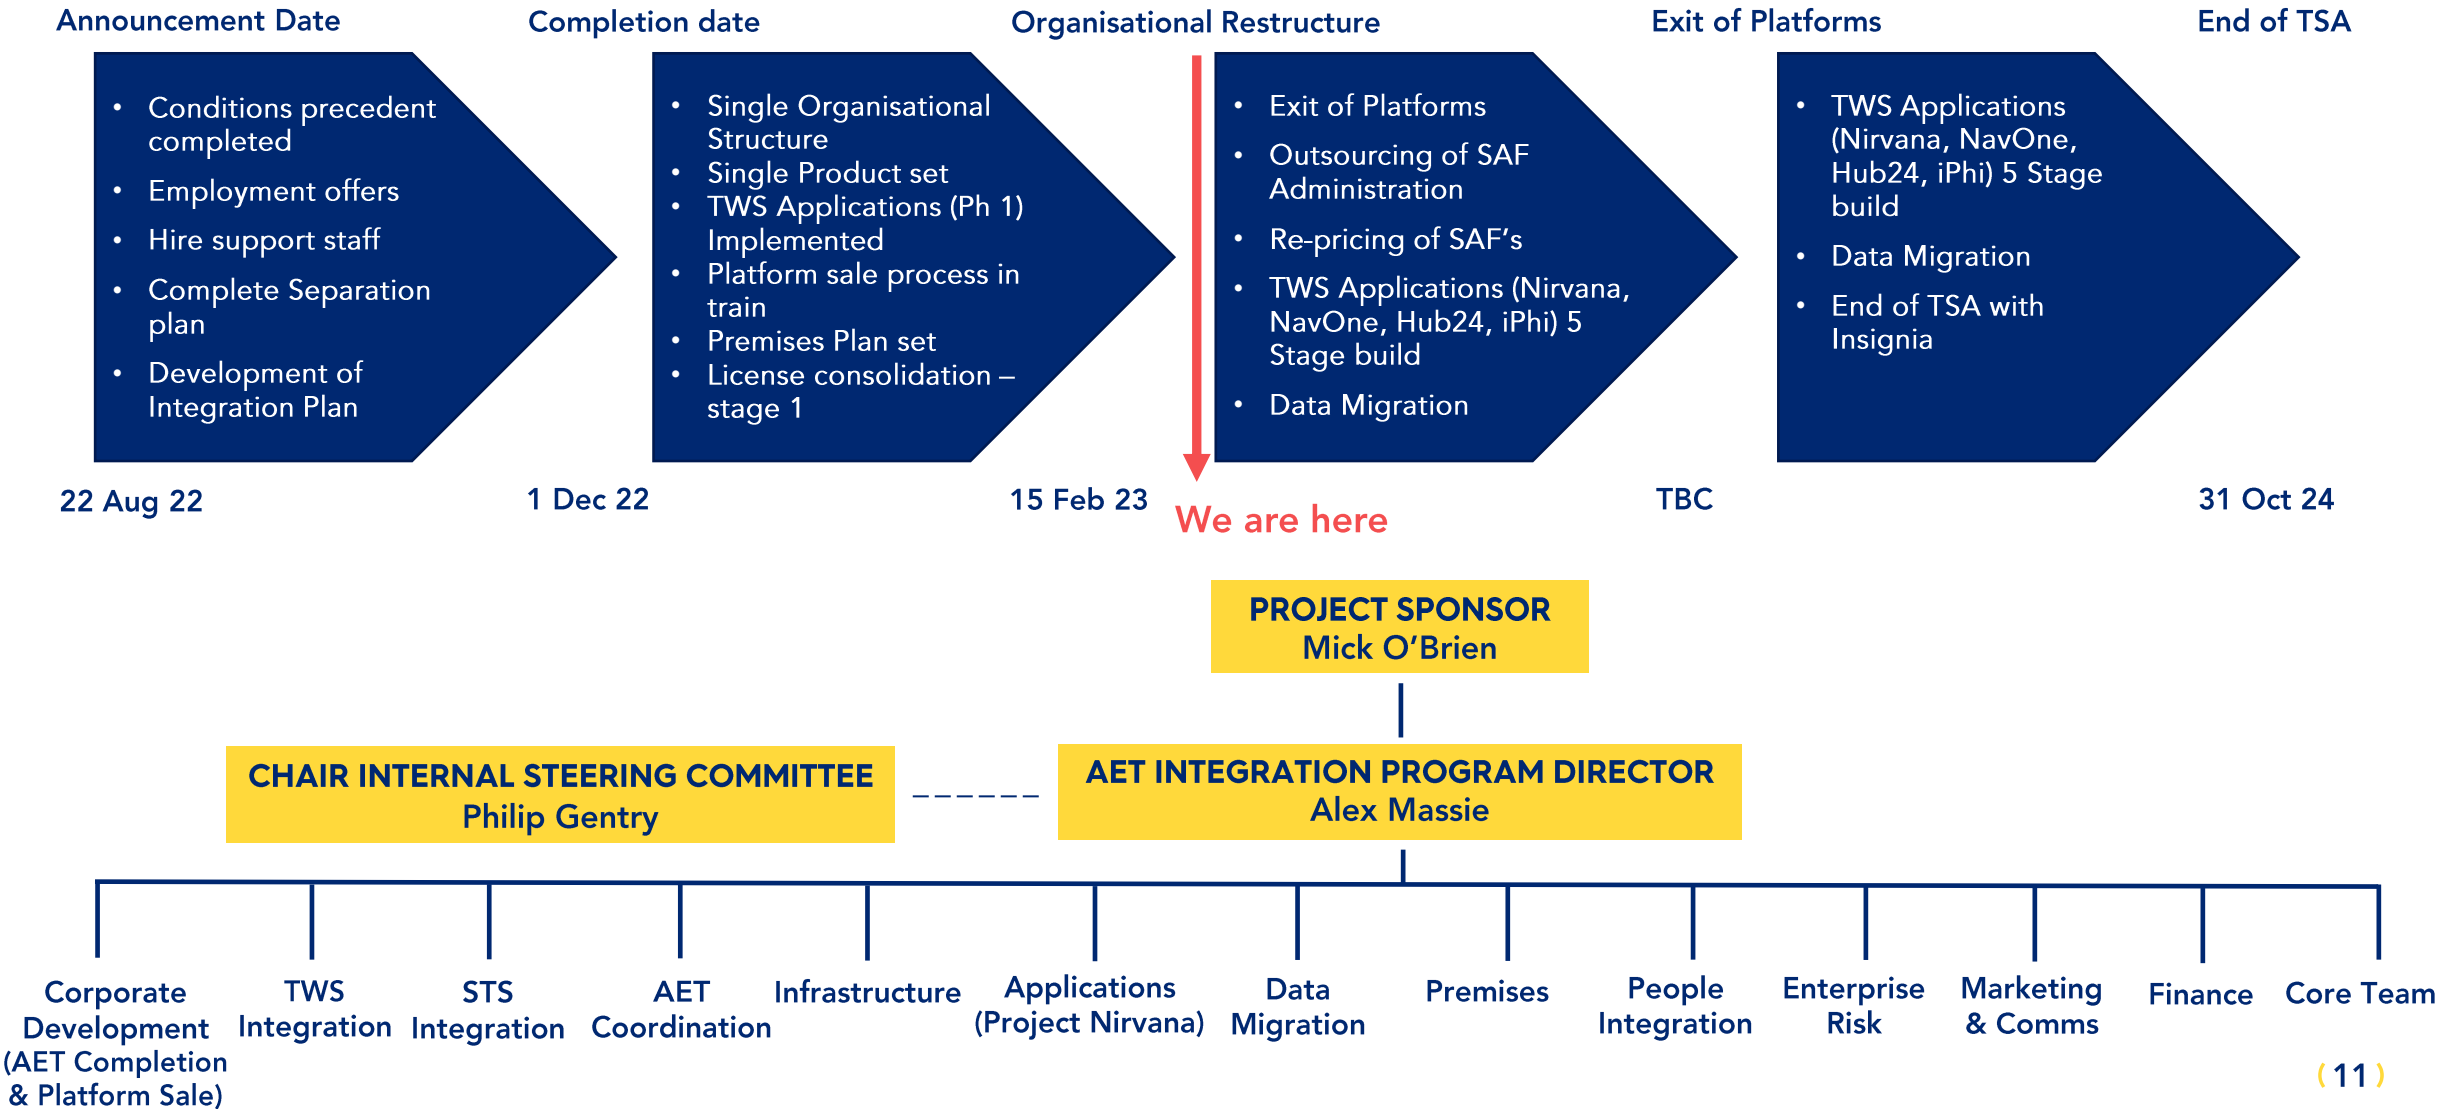 Announcement Date
Completion date
Organisational Restructure
Exit of Platforms
End of TSA
• Conditions precedent
completed
• Employment offers
• Hire support staff
• Complete Separation
plan
• Development of
Integration Plan
• Single Organisational
Structure
• Single Product set
• TWS Applications (Ph 1)
Implemented
• Platform sale process in
train
• Premises Plan set
• License consolidation –
stage 1
• Exit of Platforms
• Outsourcing of SAF
Administration
• Re-pricing of SAF’s
• TWS Applications (Nirvana,
NavOne, Hub24, iPhi) 5
Stage build
• Data Migration
• TWS Applications
(Nirvana, NavOne,
Hub24, iPhi) 5 Stage
build
• Data Migration
• End of TSA with
Insignia
22 Aug 22
1 Dec 22
15 Feb 23
We are here
TBC
31 Oct 24
PROJECT SPONSOR
Mick O’Brien
CHAIR INTERNAL STEERING COMMITTEE
Philip Gentry
AET INTEGRATION PROGRAM DIRECTOR
Alex Massie
Corporate
Development
(AET Completion
& Platform Sale)
TWS
Integration
STS
Integration
AET
Coordination
Infrastructure
Applications
(Project Nirvana)
Data
Migration
Premises
People
Integration
Enterprise
Risk
Marketing
& Comms
Finance
Core Team
(11)